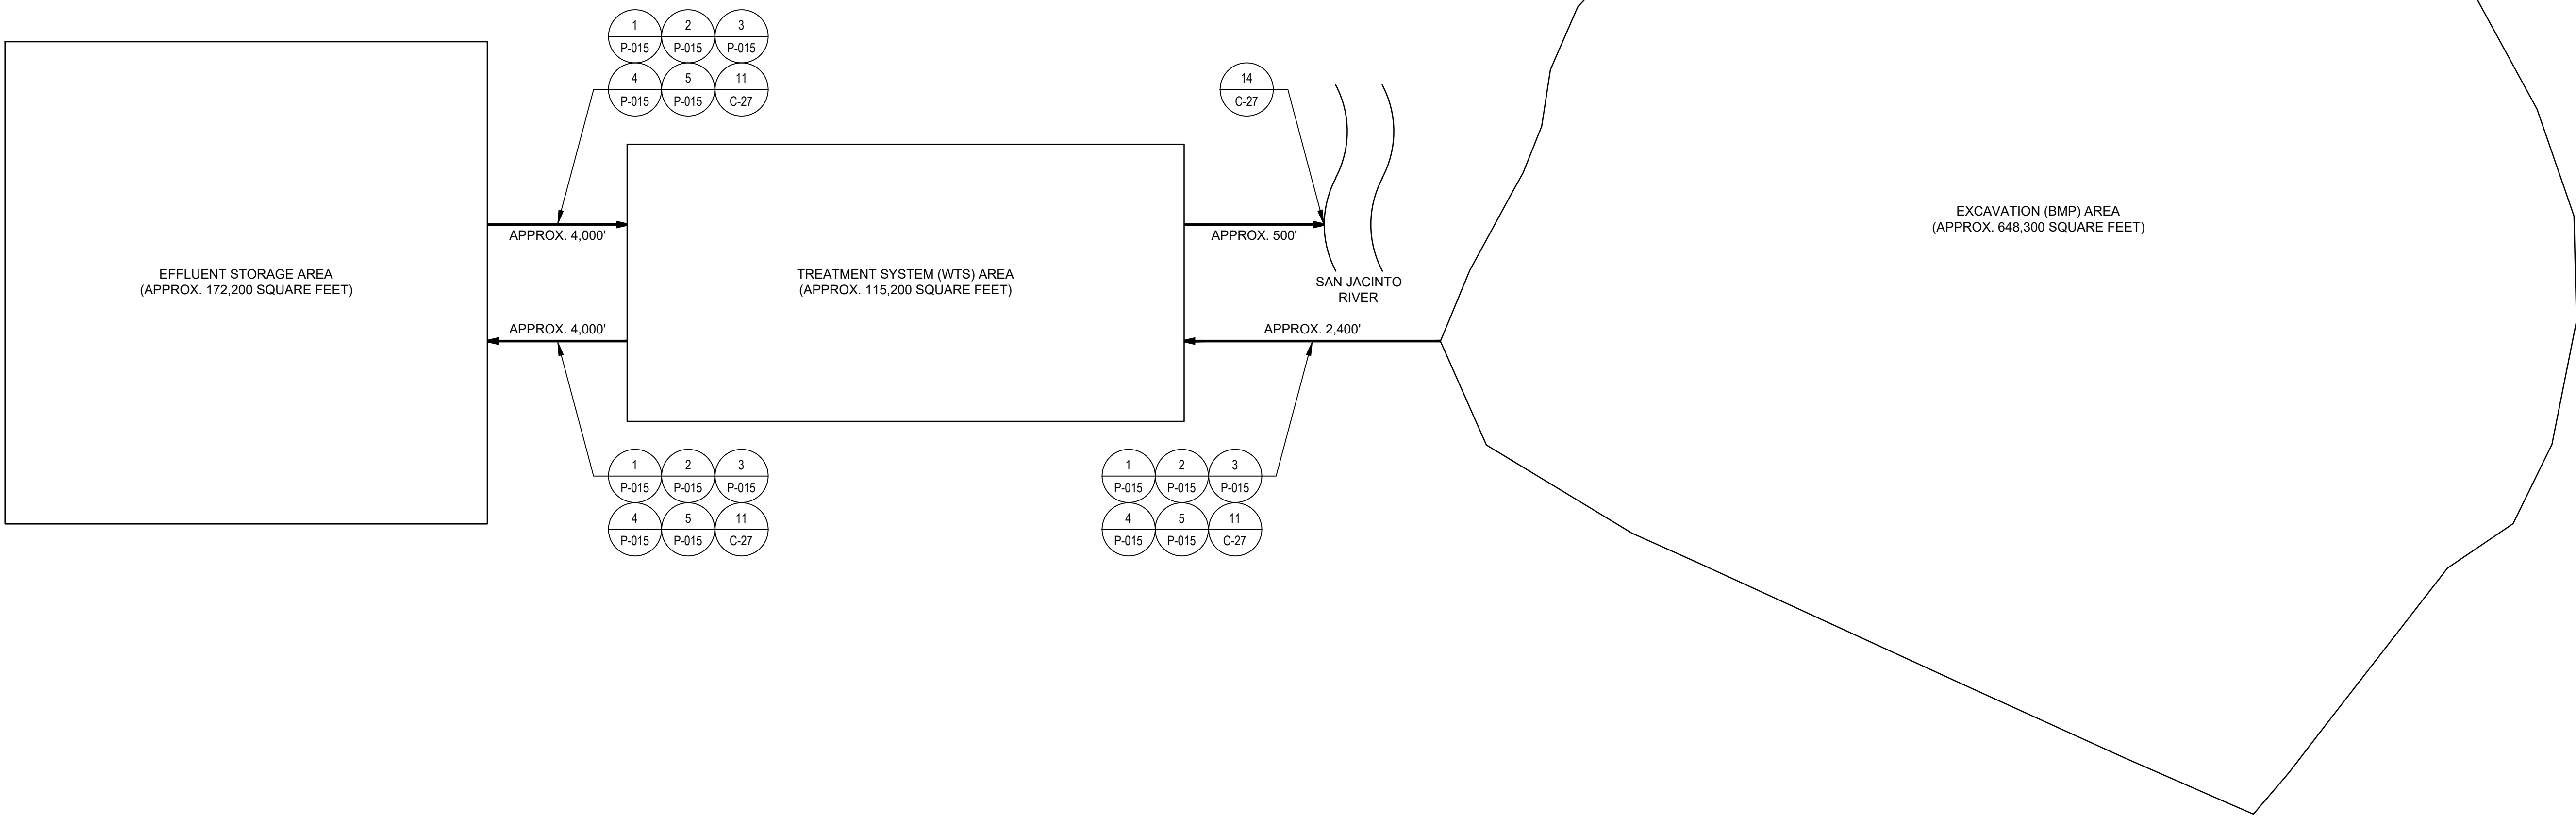 1 2 3
P-015 P-015 P-015
4 5 11
P-015 P-015 C-27
14
C-27
APPROX. 4,000'
APPROX. 500'
EXCAVATION (BMP) AREA
(APPROX. 648,300 SQUARE FEET)
EFFLUENT STORAGE AREA
(APPROX. 172,200 SQUARE FEET)
TREATMENT SYSTEM (WTS) AREA
(APPROX. 115,200 SQUARE FEET)
SAN JACINTO
RIVER
APPROX. 4,000'
APPROX. 2,400'
1 2 3
P-015 P-015 P-015
4 5 11
P-015 P-015 C-27
1 2 3
P-015 P-015 P-015
4 5 11
P-015 P-015 C-27